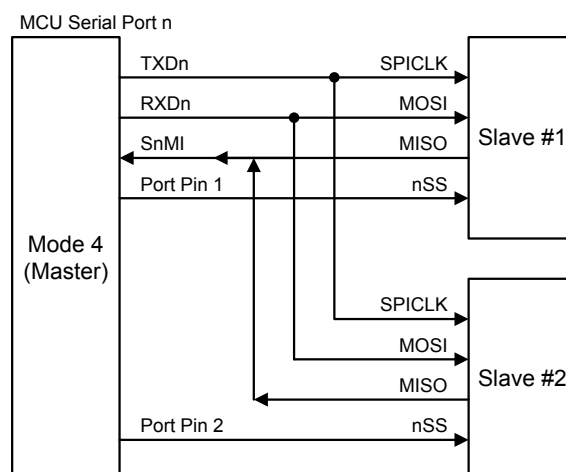 MCU Serial Port n
TXDn SPICLK
RXDn MOSI
SnMI MISO
Port Pin 1 nSS
Slave #1
Mode 4
(Master)
SPICLK
MOSI
MISO
Port Pin 2 nSS
Slave #2